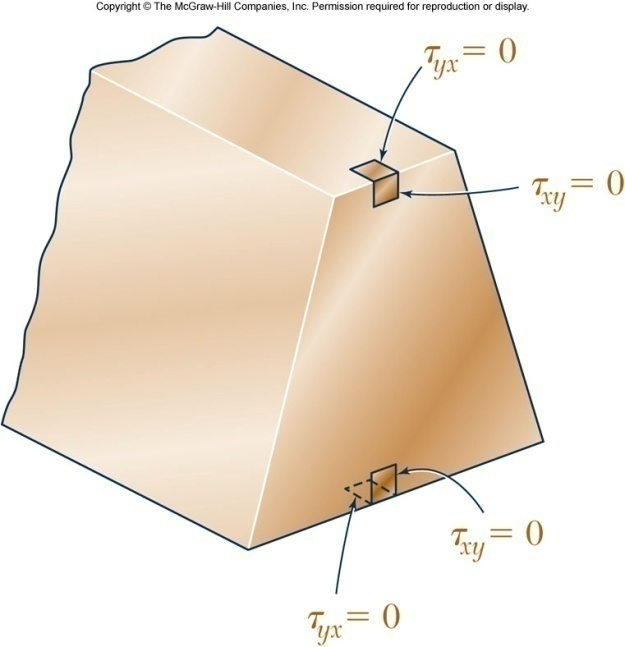 Copyright © The McGraw-Hill Companies, Inc. Permission required for reproduction or display.
τyx = 0
τxy = 0
τxy = 0
τyx = 0